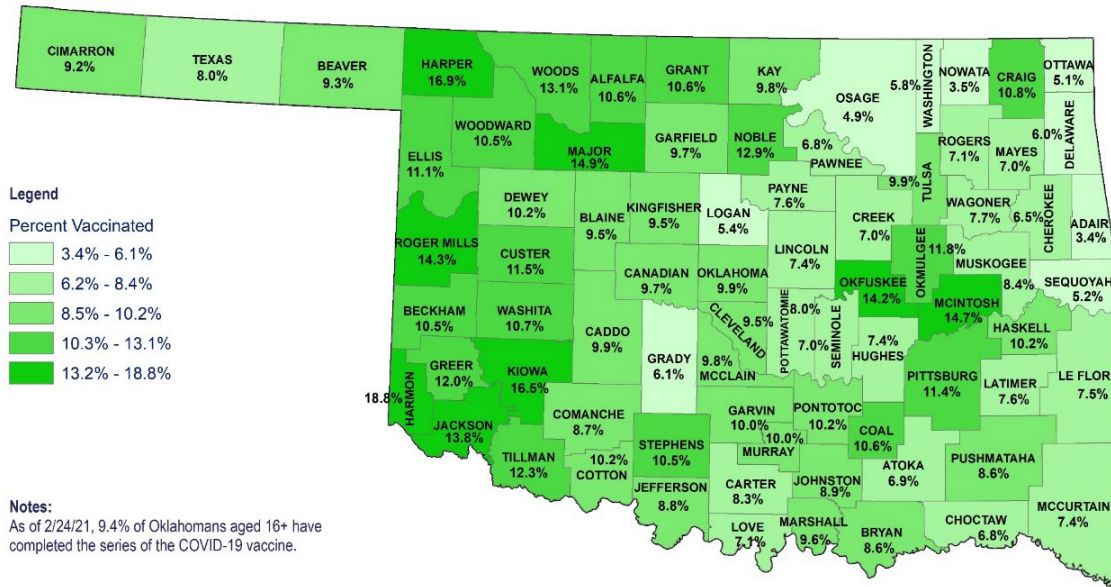 CIMARRON
9.2%
TEXAS
8.0%
BEAVER
9.3%
HARPER
16.9%
WOODS
13.1%
ALFALFA
10.6%
GRANT
10.6%
KAY
9.8%
OSAGE
4.9%
5.8%
WASHINGTON
NOWATA
3.5%
CRAIG
10.8%
OTTAWA
5.1%
WOODWARD
10.5%
MAJOR
14.9%
GARFIELD
9.7%
NOBLE
12.9%
6.8%
PAWNEE
ROGERS
7.1%
MAYES
7.0%
6.0%
DELAWARE
ELLIS
11.1%
DEWEY
10.2%
BLAINE
9.5%
KINGFISHER
9.5%
LOGAN
5.4%
PAYNE
7.6%
9.9%
TULSA
CREEK
7.0%
WAGONER
7.7%
6.5%
CHEROKEE
ADAIR
3.4%
Legend
Percent Vaccinated
3.4% - 6.1%
6.2% - 8.4%
8.5% - 10.2%
10.3% - 13.1%
13.2% - 18.8%
ROGER MILLS
14.3%
CUSTER
11.5%
CANADIAN
9.7%
OKLAHOMA
9.9%
LINCOLN
7.4%
OKFUSKEE
14.2%
OKMULGEE
11.8%
MUSKOGEE
8.4%
SEQUOYAH
5.2%
MCINTOSH
14.7%
BECKHAM
10.5%
WASHITA
10.7%
CADDO
9.9%
GRADY
6.1%
CLEVELAND
9.5%
9.8%
MCCLAIN
POTTAWATOMIE
8.0%
7.0%
SEMINOLE
7.4%
HUGHES
HASKELL
10.2%
PITTSBURG
11.4%
LATIMER
7.6%
LE FLOR
7.5%
GREER
12.0%
KIOWA
16.5%
18.8%
HARMON
JACKSON
13.8%
TILLMAN
12.3%
COMANCHE
8.7%
10.2%
COTTON
STEPHENS
10.5%
JEFFERSON
8.8%
GARVIN
10.0%
10.0%
MURRAY
PONTOTOC
10.2%
COAL
10.6%
ATOKA
6.9%
PUSHMATAHA
8.6%
CARTER
8.3%
JOHNSTON
8.9%
LOVE
7.1%
MARSHALL
9.6%
BRYAN
8.6%
CHOCTAW
6.8%
MCCURTAIN
7.4%
Notes:
As of 2/24/21, 9.4% of Oklahomans aged 16+ have
completed the series of the COVID-19 vaccine.